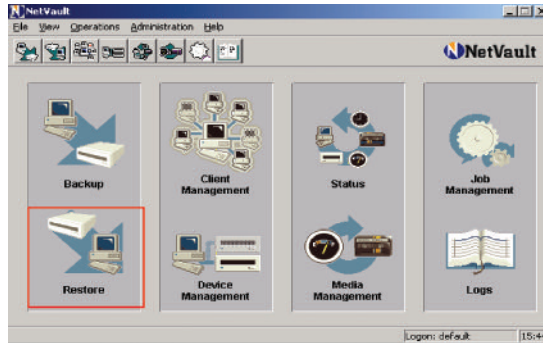 NetVault
File View Operations Administration Help
NetVault
Backup
Client Management
Status
Job Management
Restore
Device Management
Media Management
Logs
Logon: default
15:4